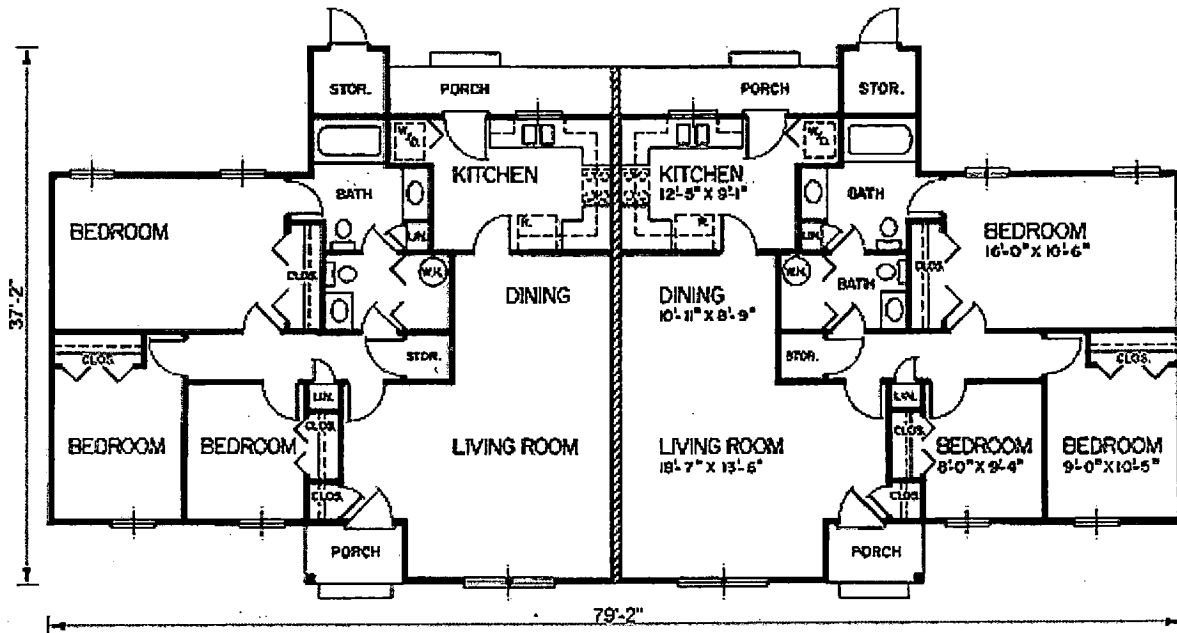 STOR.
PORCH
PORCH
STOR.
W/D.
W/D.
KITCHEN
KITCHEN
12'-5" X 9'-1"
BATH
BATH
BEDROOM
BEDROOM
16'-0" X 10'-6"
LIN.
R.
R.
LIN.
CLOS.
CLOS.
W.H.
W.H.
BATH
DINING
DINING
10'-11" X 8'-9"
37'-2"
CLOS.
STOR.
STOR.
CLOS.
LIN.
LIN.
CLOS.
CLOS.
BEDROOM
BEDROOM
LIVING ROOM
LIVING ROOM
18'-7" X 13'-6"
BEDROOM
8'-0" X 9'-4"
BEDROOM
9'-0" X 10'-5"
CLOS.
CLOS.
PORCH
PORCH
79'-2"